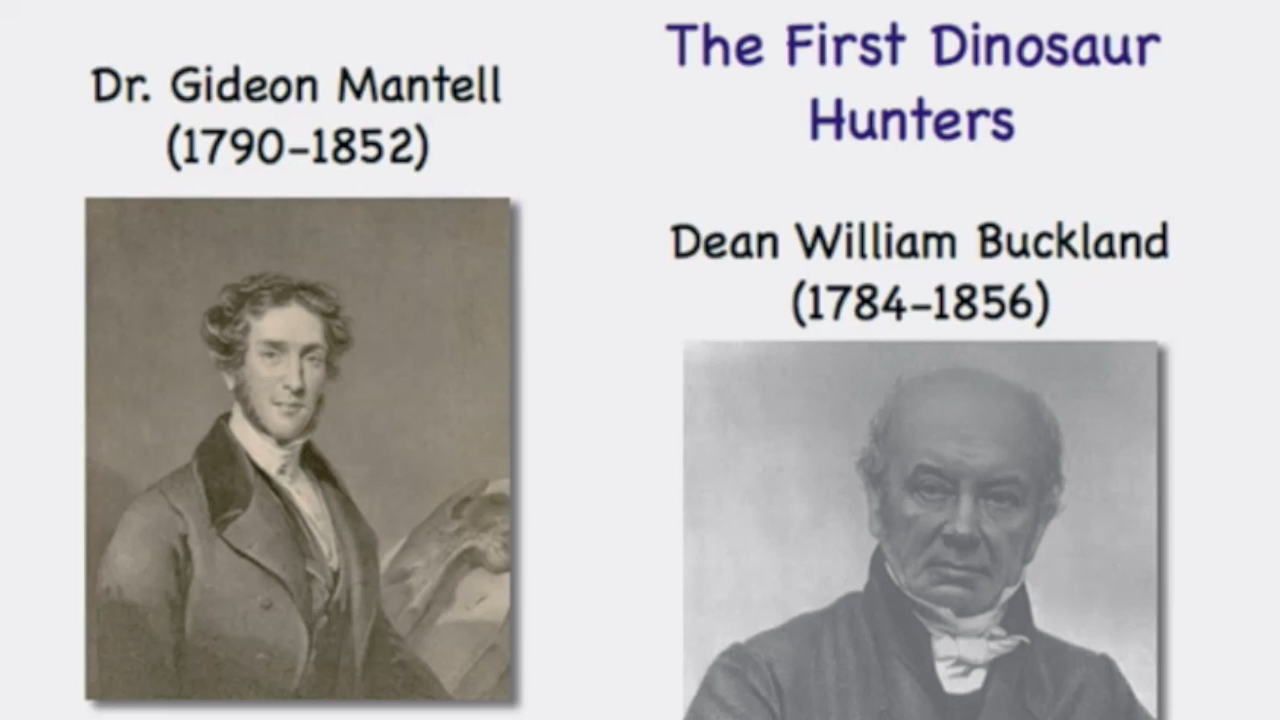 The First Dinosaur
Hunters
Dr. Gideon Mantell
(1790-1852)
Dean William Buckland
(1784-1856)